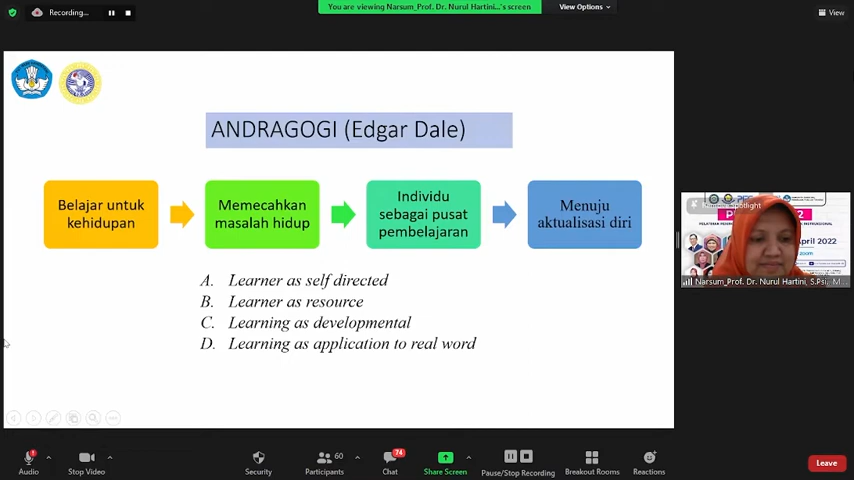 Recording...
You are viewing Narsum_Prof. Dr. Nurul Hartini...'s screen
View Options
View
ANDRAGOGI (Edgar Dale)
Belajar untuk
kehidupan
Memecahkan
masalah hidup
Individu
sebagai pusat
pembelajaran
Menuju
aktualisasi diri
A. Learner as self directed
B. Learner as resource
C. Learning as developmental
D. Learning as application to real word
April 2022
zoom
Narsum_Prof. Dr. Nurul Hartini, S.Psi., M...
Audio
Stop Video
Security
60
Participants
74
Chat
Share Screen
Pause/Stop Recording
Breakout Rooms
Reactions
Leave